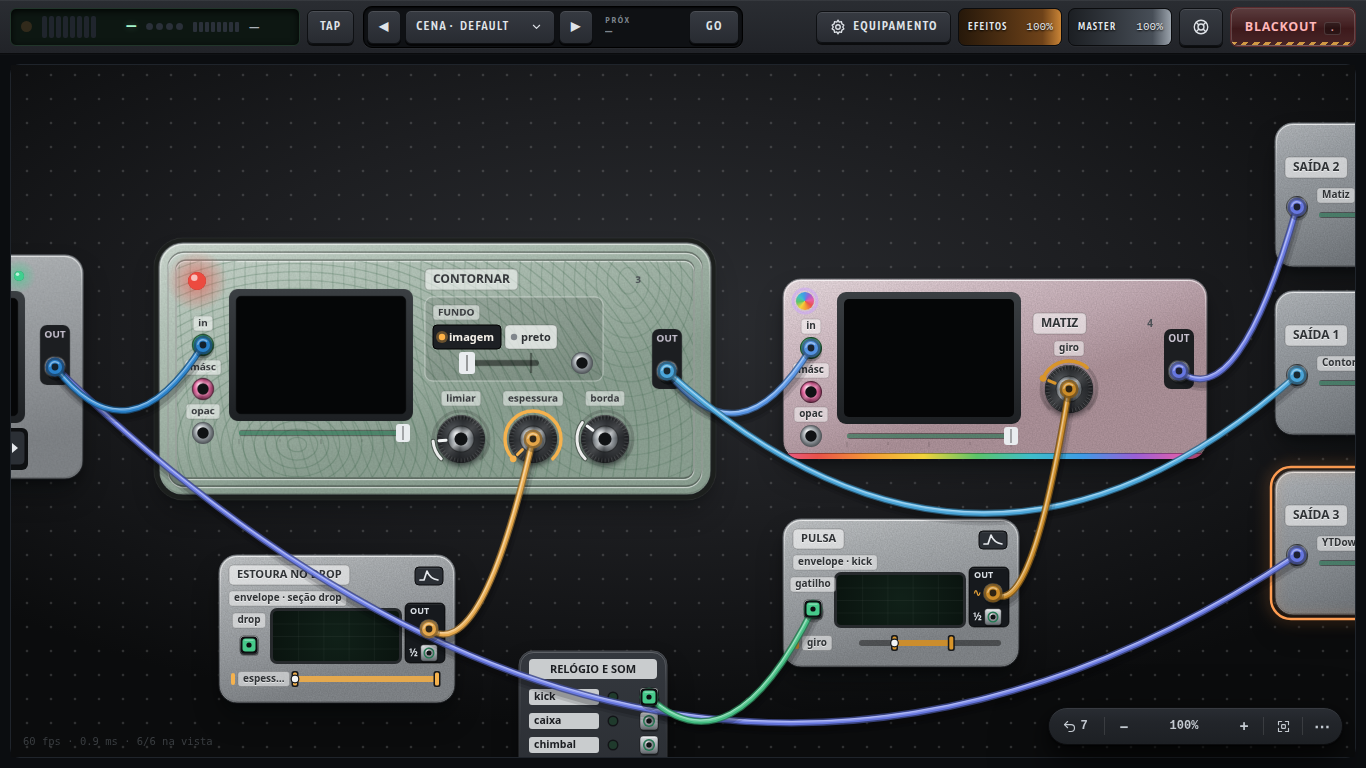 – –
TAP
◀ CENA · DEFAULT ▶
PRÓX
–
GO
EQUIPAMENTO
EFEITOS 100%
MASTER 100%
BLACKOUT .
OUT
CONTORNAR
3
in
másc
opac
FUNDO
imagem preto
limiar espessura borda
OUT
MATIZ
4
in
másc
opac
giro
OUT
SAÍDA 2
Matiz
SAÍDA 1
Contor
SAÍDA 3
YTDow
ESTOURA NO DROP
envelope · seção drop
drop
OUT
½
espess...
PULSA
envelope · kick
gatilho
OUT
∿
½
giro
RELÓGIO E SOM
kick
caixa
chimbal
60 fps · 0.9 ms · 6/6 na vista
7 – 100% + ···